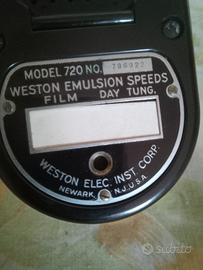 MODEL 720 NO.
WESTON EMULSION SPEEDS
FILM DAY TUNG.
WESTON ELEC. INST. CORP.
NEWARK, N.J., U.S.A
subito